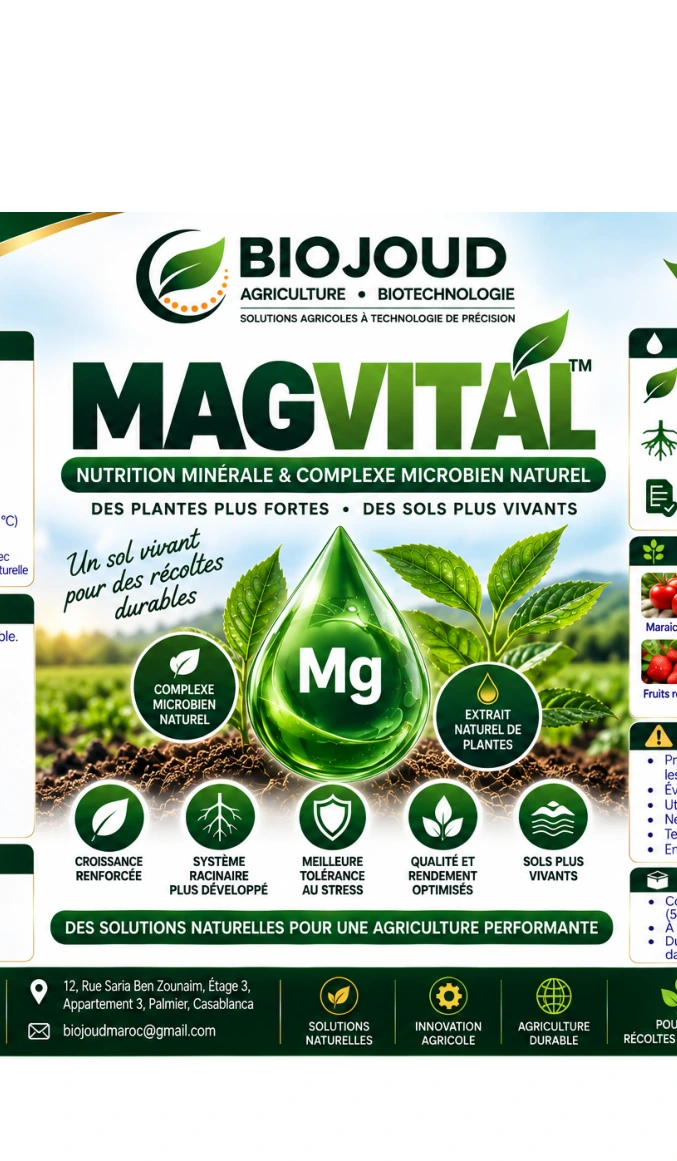 BIOJOUD
AGRICULTURE • BIOTECHNOLOGIE
SOLUTIONS AGRICOLES À TECHNOLOGIE DE PRÉCISION
MAGVITAL™
NUTRITION MINÉRALE & COMPLEXE MICROBIEN NATUREL
DES PLANTES PLUS FORTES • DES SOLS PLUS VIVANTS
Un sol vivant
pour des récoltes
durables
°C)
Mg
COMPLEXE
MICROBIEN
NATUREL
EXTRAIT
NATUREL DE
PLANTES
CROISSANCE
RENFORCÉE
SYSTÈME
RACINAIRE
PLUS DÉVELOPPÉ
MEILLEURE
TOLÉRANCE
AU STRESS
QUALITÉ ET
RENDEMENT
OPTIMISÉS
SOLS PLUS
VIVANTS
Fruits
DES SOLUTIONS NATURELLES POUR UNE AGRICULTURE PERFORMANTE
12, Rue Saria Ben Zounaim, Étage 3,
Appartement 3, Palmier, Casablanca
biojoudmaroc@gmail.com
SOLUTIONS
NATURELLES
INNOVATION
AGRICOLE
AGRICULTURE
DURABLE
RÉCOLTES